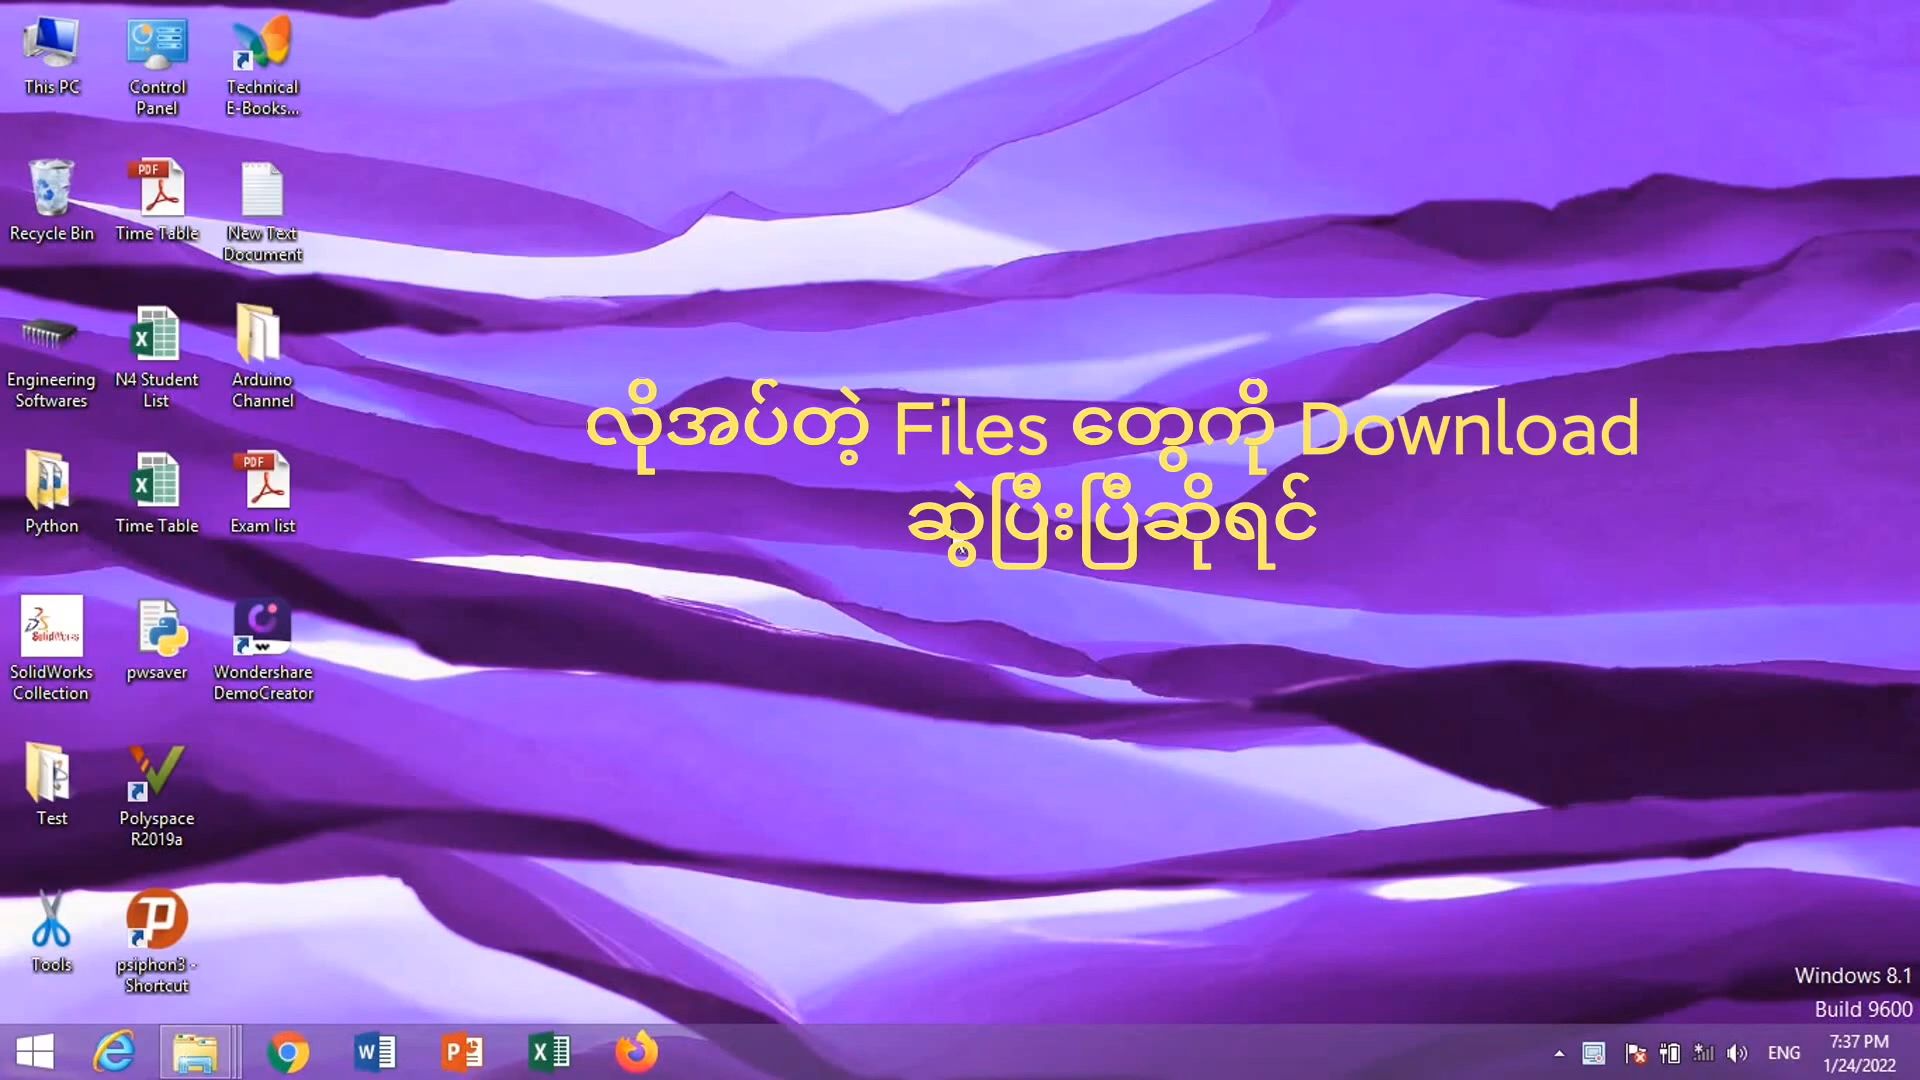 This PC
Control
Panel
Technical
E-Books...
Recycle Bin
Time Table
New Text
Document
Engineering
Softwares
N4 Student
List
Arduino
Channel
လိုအပ်တဲ့ Files တွေကို Download
ဆွဲပြီးပြီဆိုရင်
Python
Time Table
Exam list
SolidWorks
Collection
pwsaver
Wondershare
DemoCreator
Test
Polyspace
R2019a
Tools
psiphon3 -
Shortcut
Windows 8.1
Build 9600
ENG
7:37 PM
1/24/2022